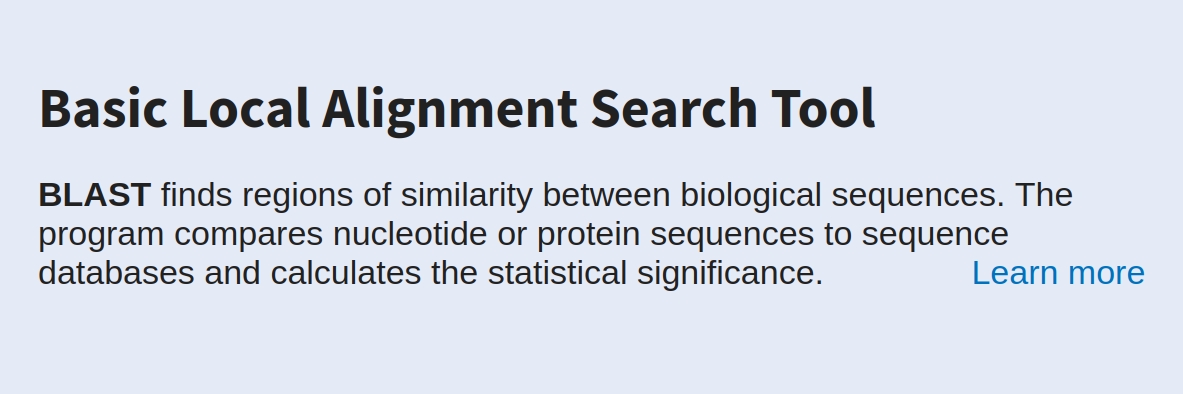 Basic Local Alignment Search Tool
BLAST finds regions of similarity between biological sequences. The
program compares nucleotide or protein sequences to sequence
databases and calculates the statistical significance. Learn more